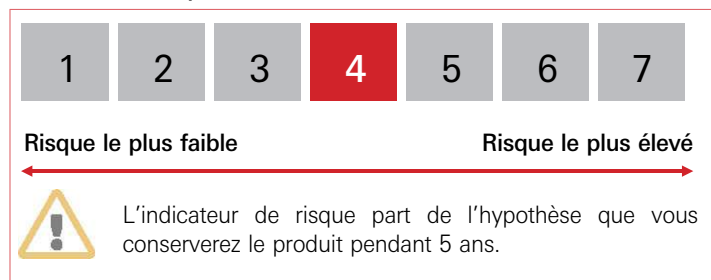 1 2 3 4 5 6 7
Risque le plus faible Risque le plus élevé
L'indicateur de risque part de l'hypothèse que vous
conserverez le produit pendant 5 ans.